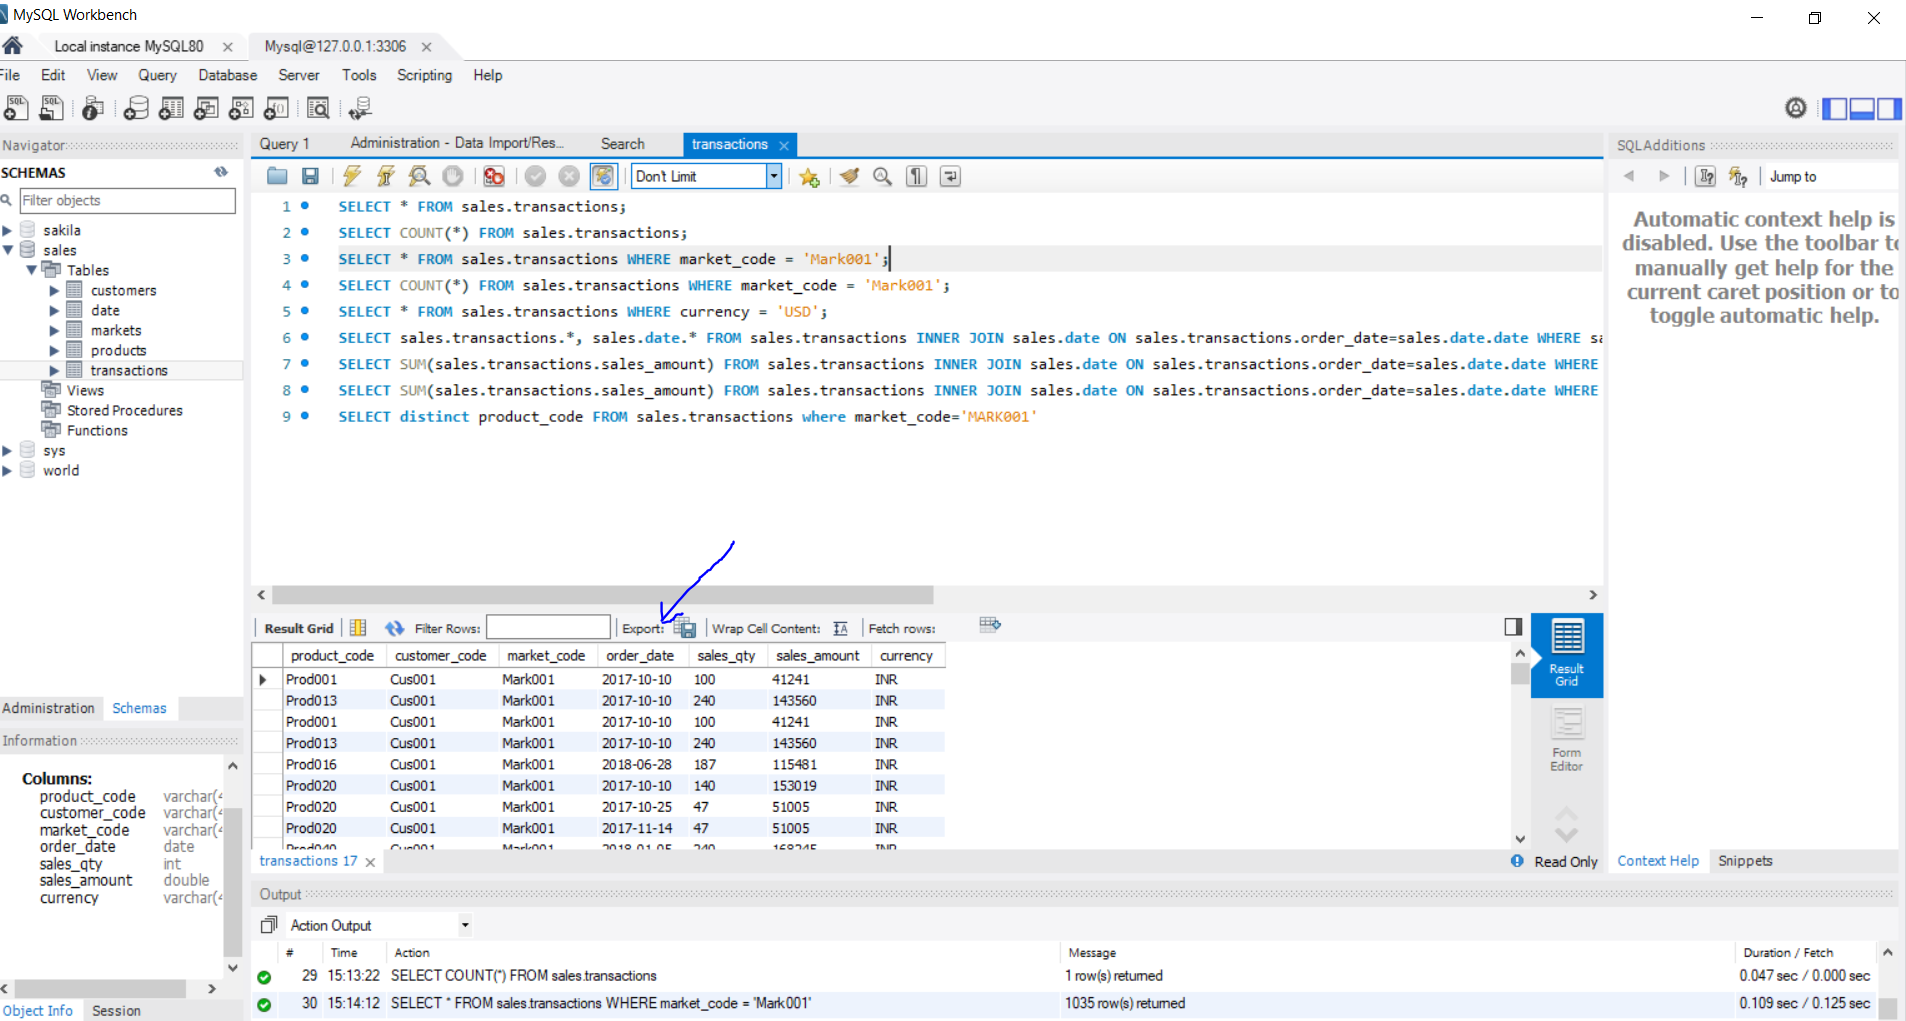 MySQL Workbench
Local instance MySQL80
Mysql@127.0.0.1:3306
File Edit View Query Database Server Tools Scripting Help
Navigator
SCHEMAS
Filter objects
sakila
sales
Tables
customers
date
markets
products
transactions
Views
Stored Procedures
Functions
sys
world
Administration Schemas
Information
Columns:
product_code varchar(4
customer_code varchar(4
market_code varchar(4
order_date date
sales_qty int
sales_amount double
currency varchar(4
Object Info Session
Query 1 Administration - Data Import/Res... Search transactions
Don't Limit
1 SELECT * FROM sales.transactions;
2 SELECT COUNT(*) FROM sales.transactions;
3 SELECT * FROM sales.transactions WHERE market_code = 'Mark001';
4 SELECT COUNT(*) FROM sales.transactions WHERE market_code = 'Mark001';
5 SELECT * FROM sales.transactions WHERE currency = 'USD';
6 SELECT sales.transactions.*, sales.date.* FROM sales.transactions INNER JOIN sales.date ON sales.transactions.order_date=sales.date.date WHERE sa
7 SELECT SUM(sales.transactions.sales_amount) FROM sales.transactions INNER JOIN sales.date ON sales.transactions.order_date=sales.date.date WHERE
8 SELECT SUM(sales.transactions.sales_amount) FROM sales.transactions INNER JOIN sales.date ON sales.transactions.order_date=sales.date.date WHERE
9 SELECT distinct product_code FROM sales.transactions where market_code='MARK001'
Result Grid Filter Rows: Export: Wrap Cell Content: Fetch rows:
product_code customer_code market_code order_date sales_qty sales_amount currency
Prod001 Cus001 Mark001 2017-10-10 100 41241 INR
Prod013 Cus001 Mark001 2017-10-10 240 143560 INR
Prod001 Cus001 Mark001 2017-10-10 100 41241 INR
Prod013 Cus001 Mark001 2017-10-10 240 143560 INR
Prod016 Cus001 Mark001 2018-06-28 187 115481 INR
Prod020 Cus001 Mark001 2017-10-10 140 153019 INR
Prod020 Cus001 Mark001 2017-10-25 47 51005 INR
Prod020 Cus001 Mark001 2017-11-14 47 51005 INR
Prod040 Cus001 Mark001 2018-01-05 240 168245 INR
Result
Grid
Form
Editor
transactions 17
Read Only
SQLAdditions
Jump to
Automatic context help is
disabled. Use the toolbar to
manually get help for the
current caret position or to
toggle automatic help.
Context Help Snippets
Output
Action Output
# Time Action Message Duration / Fetch
29 15:13:22 SELECT COUNT(*) FROM sales.transactions 1 row(s) returned 0.047 sec / 0.000 sec
30 15:14:12 SELECT * FROM sales.transactions WHERE market_code = 'Mark001' 1035 row(s) returned 0.109 sec / 0.125 sec